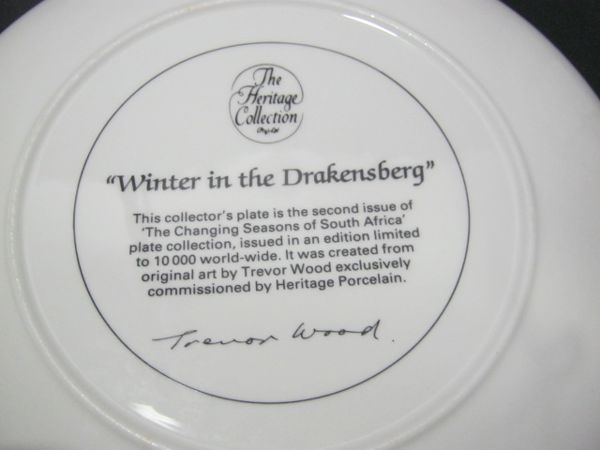 The
Heritage
Collection
(Pty) Ltd
"Winter in the Drakensberg"
This collector's plate is the second issue of
'The Changing Seasons of South Africa'
plate collection, issued in an edition limited
to 10 000 world-wide. It was created from
original art by Trevor Wood exclusively
commissioned by Heritage Porcelain.
Trevor Wood.